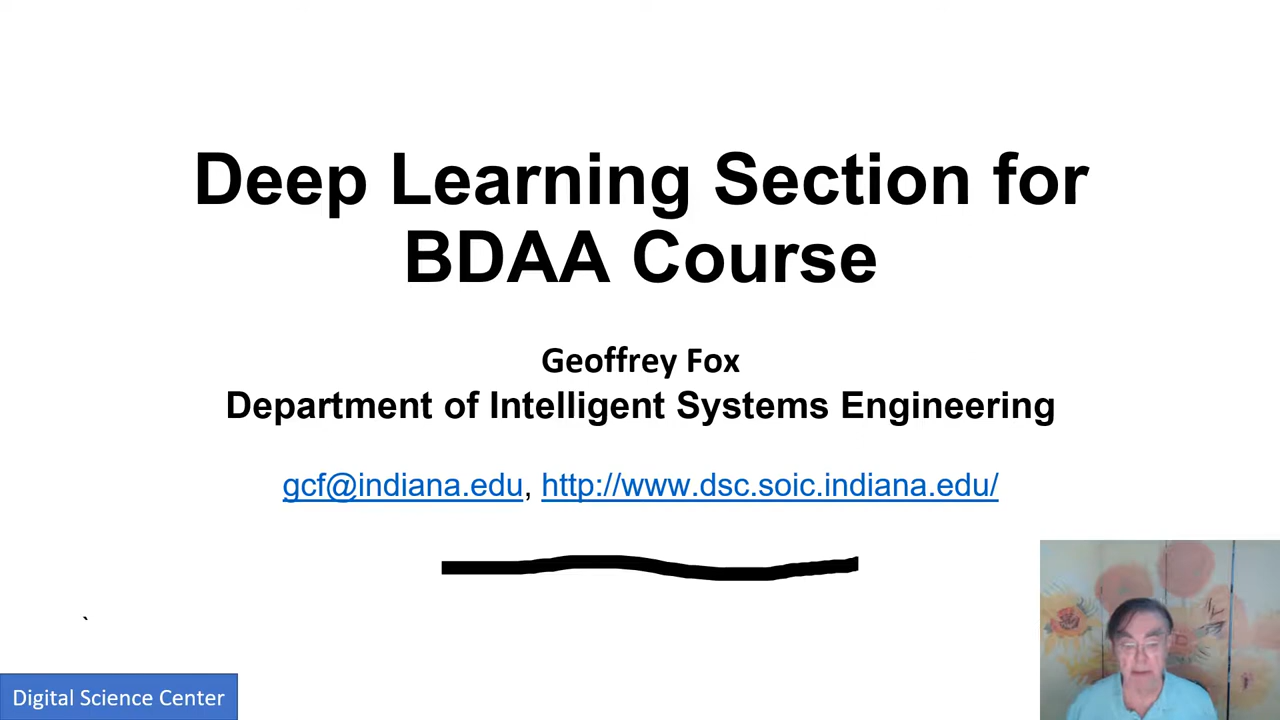 Deep Learning Section for
BDAA Course
Geoffrey Fox
Department of Intelligent Systems Engineering
gcf@indiana.edu, http://www.dsc.soic.indiana.edu/
`
Digital Science Center